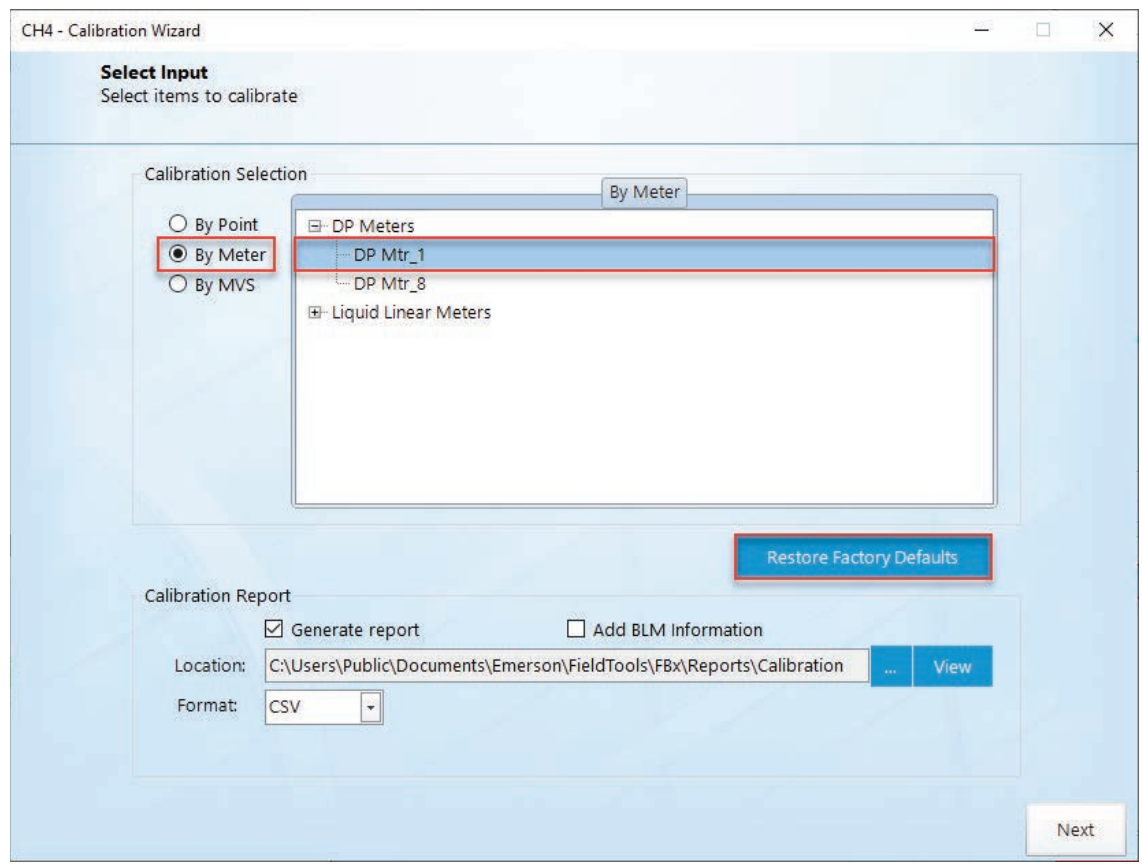 CH4 - Calibration Wizard
Select Input
Select items to calibrate
Calibration Selection
By Meter
By Point
By Meter
By MVS
DP Meters
DP Mtr_1
DP Mtr_8
Liquid Linear Meters
Restore Factory Defaults
Calibration Report
Generate report Add BLM Information
Location: C:\Users\Public\Documents\Emerson\FieldTools\FBx\Reports\Calibration ... View
Format: CSV
Next